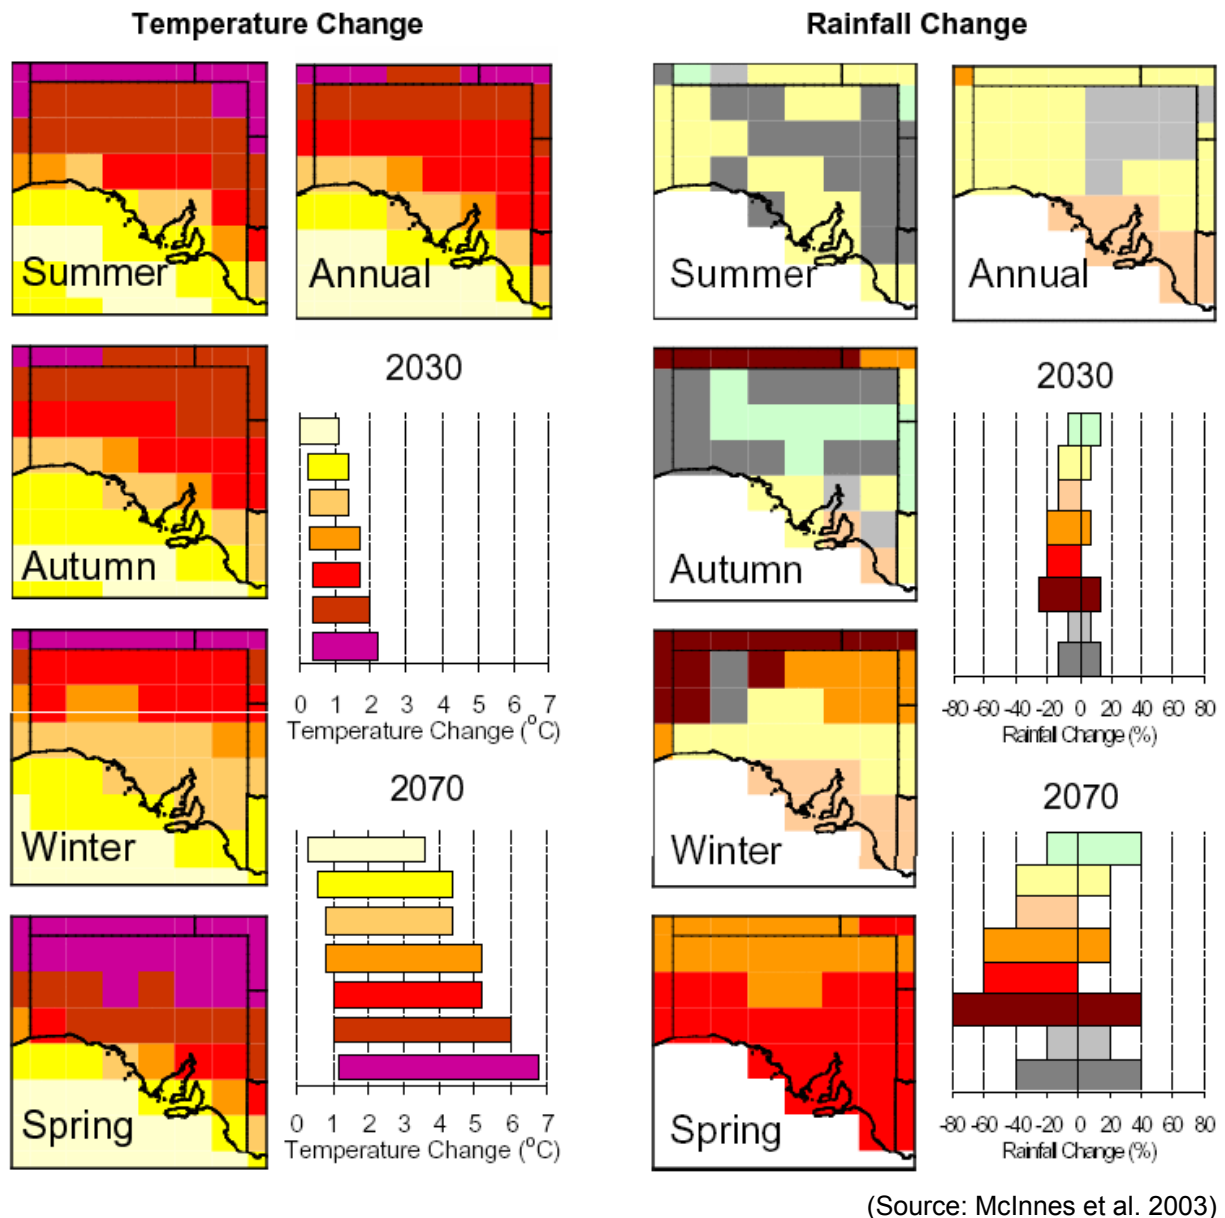 Temperature Change
Rainfall Change
Summer
Annual
Summer
Annual
Autumn
2030
0 1 2 3 4 5 6 7
Temperature Change (°C)
Autumn
2030
-80 -60 -40 -20 0 20 40 60 80
Rainfall Change (%)
Winter
2070
0 1 2 3 4 5 6 7
Temperature Change (°C)
Winter
2070
-80 -60 -40 -20 0 20 40 60 80
Rainfall Change (%)
Spring
Spring
(Source: McInnes et al. 2003)